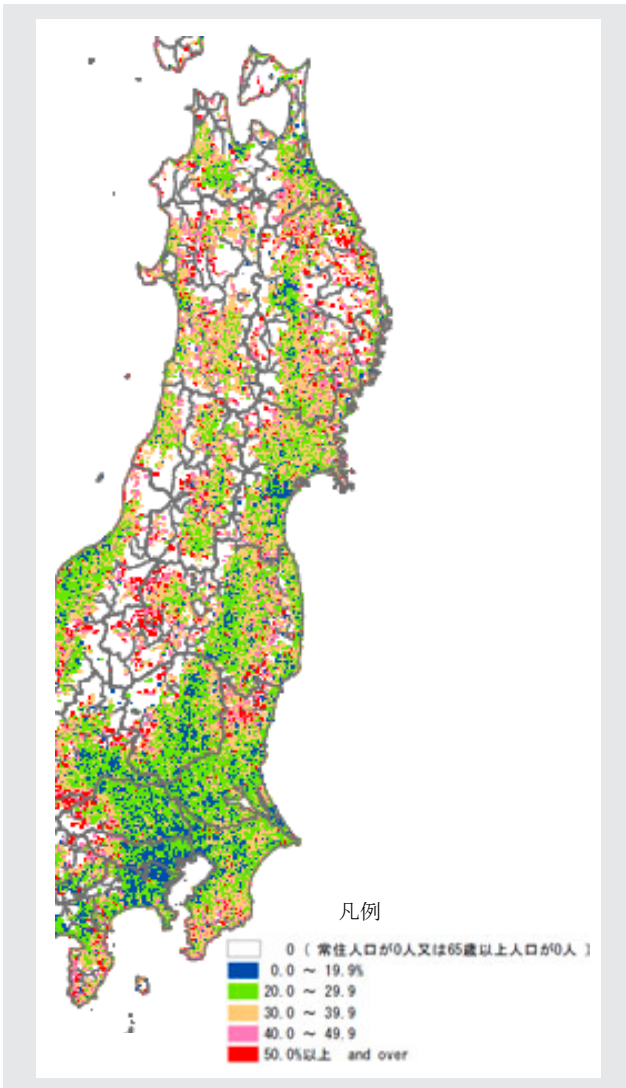 凡例
0 ( 常住人口が0人又は65歳以上人口が0人 )
0.0 ～ 19.9%
20.0 ～ 29.9
30.0 ～ 39.9
40.0 ～ 49.9
50.0%以上 and over